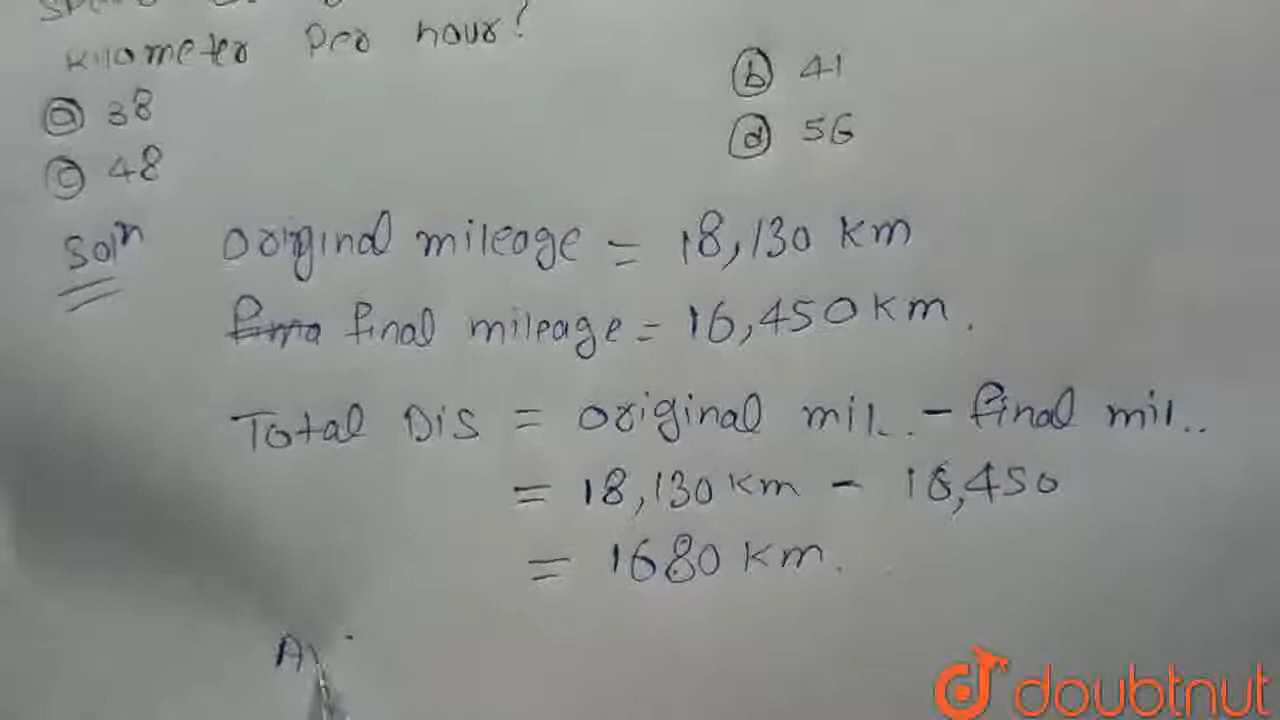 kilometer per hour?
(a) 38 (b) 41
(c) 48 (d) 56
Solⁿ original mileage = 18,130 km
final mileage = 16,450 km.
Total Dis = original mil... - final mil..
= 18,130 km - 16,450
= 1680 km.
A
doubtnut